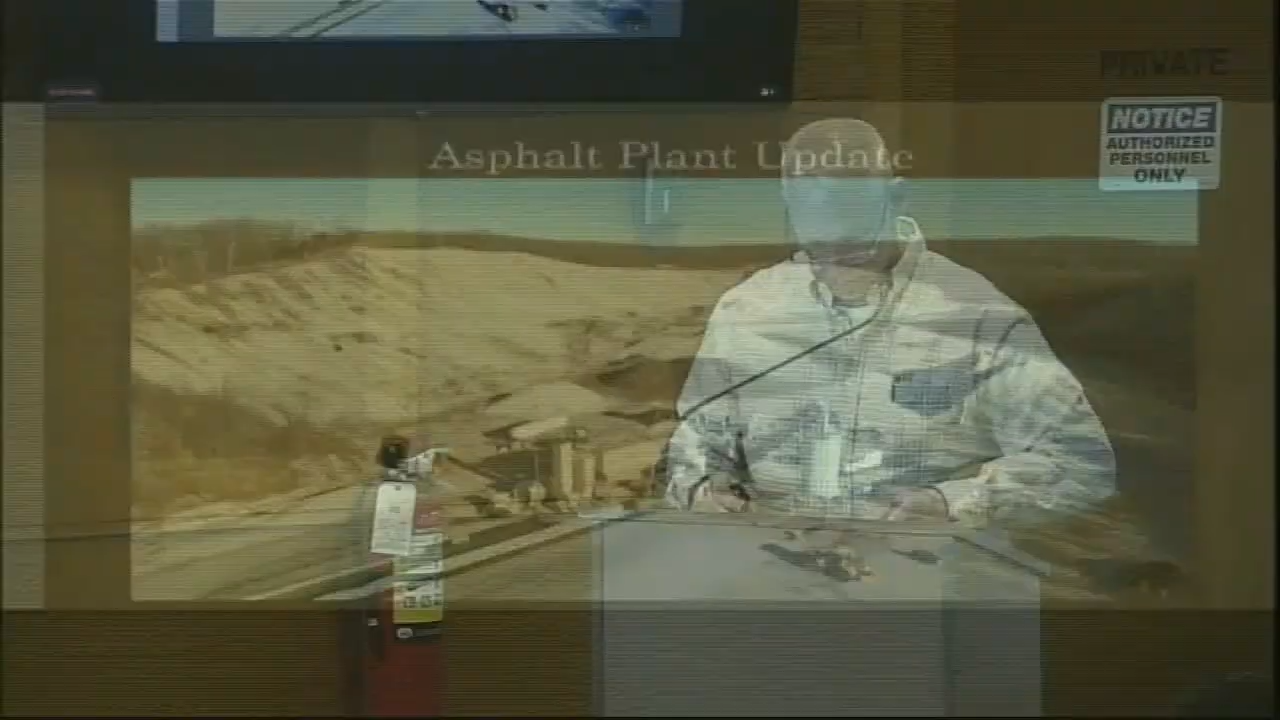 PRIVATE
NOTICE
AUTHORIZED
PERSONNEL
ONLY
Asphalt Plant Update